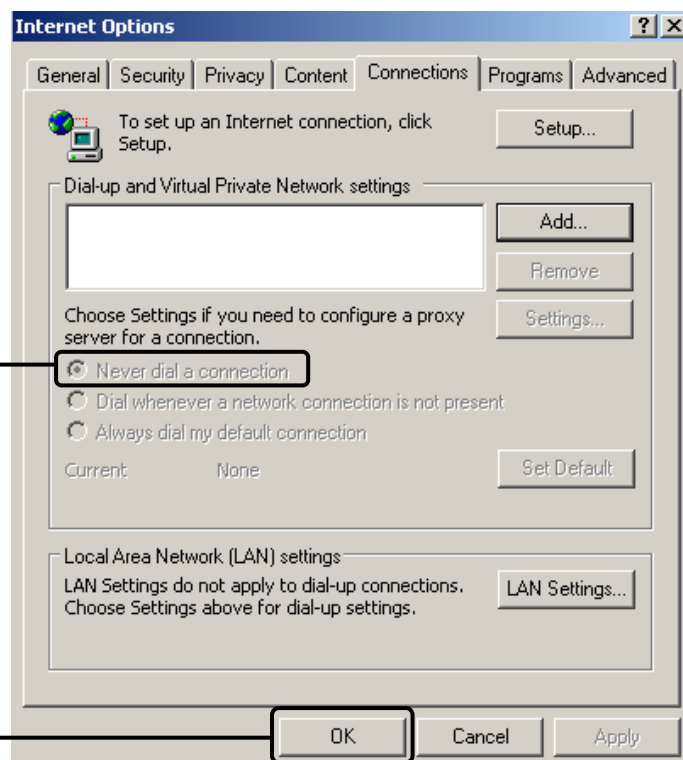 Internet Options
General Security Privacy Content Connections Programs Advanced
To set up an Internet connection, click
Setup.
Setup...
Dial-up and Virtual Private Network settings
Add...
Remove
Choose Settings if you need to configure a proxy
server for a connection.
Settings...
Never dial a connection
Dial whenever a network connection is not present
Always dial my default connection
Current None
Set Default
Local Area Network (LAN) settings
LAN Settings do not apply to dial-up connections.
Choose Settings above for dial-up settings.
LAN Settings...
OK Cancel Apply